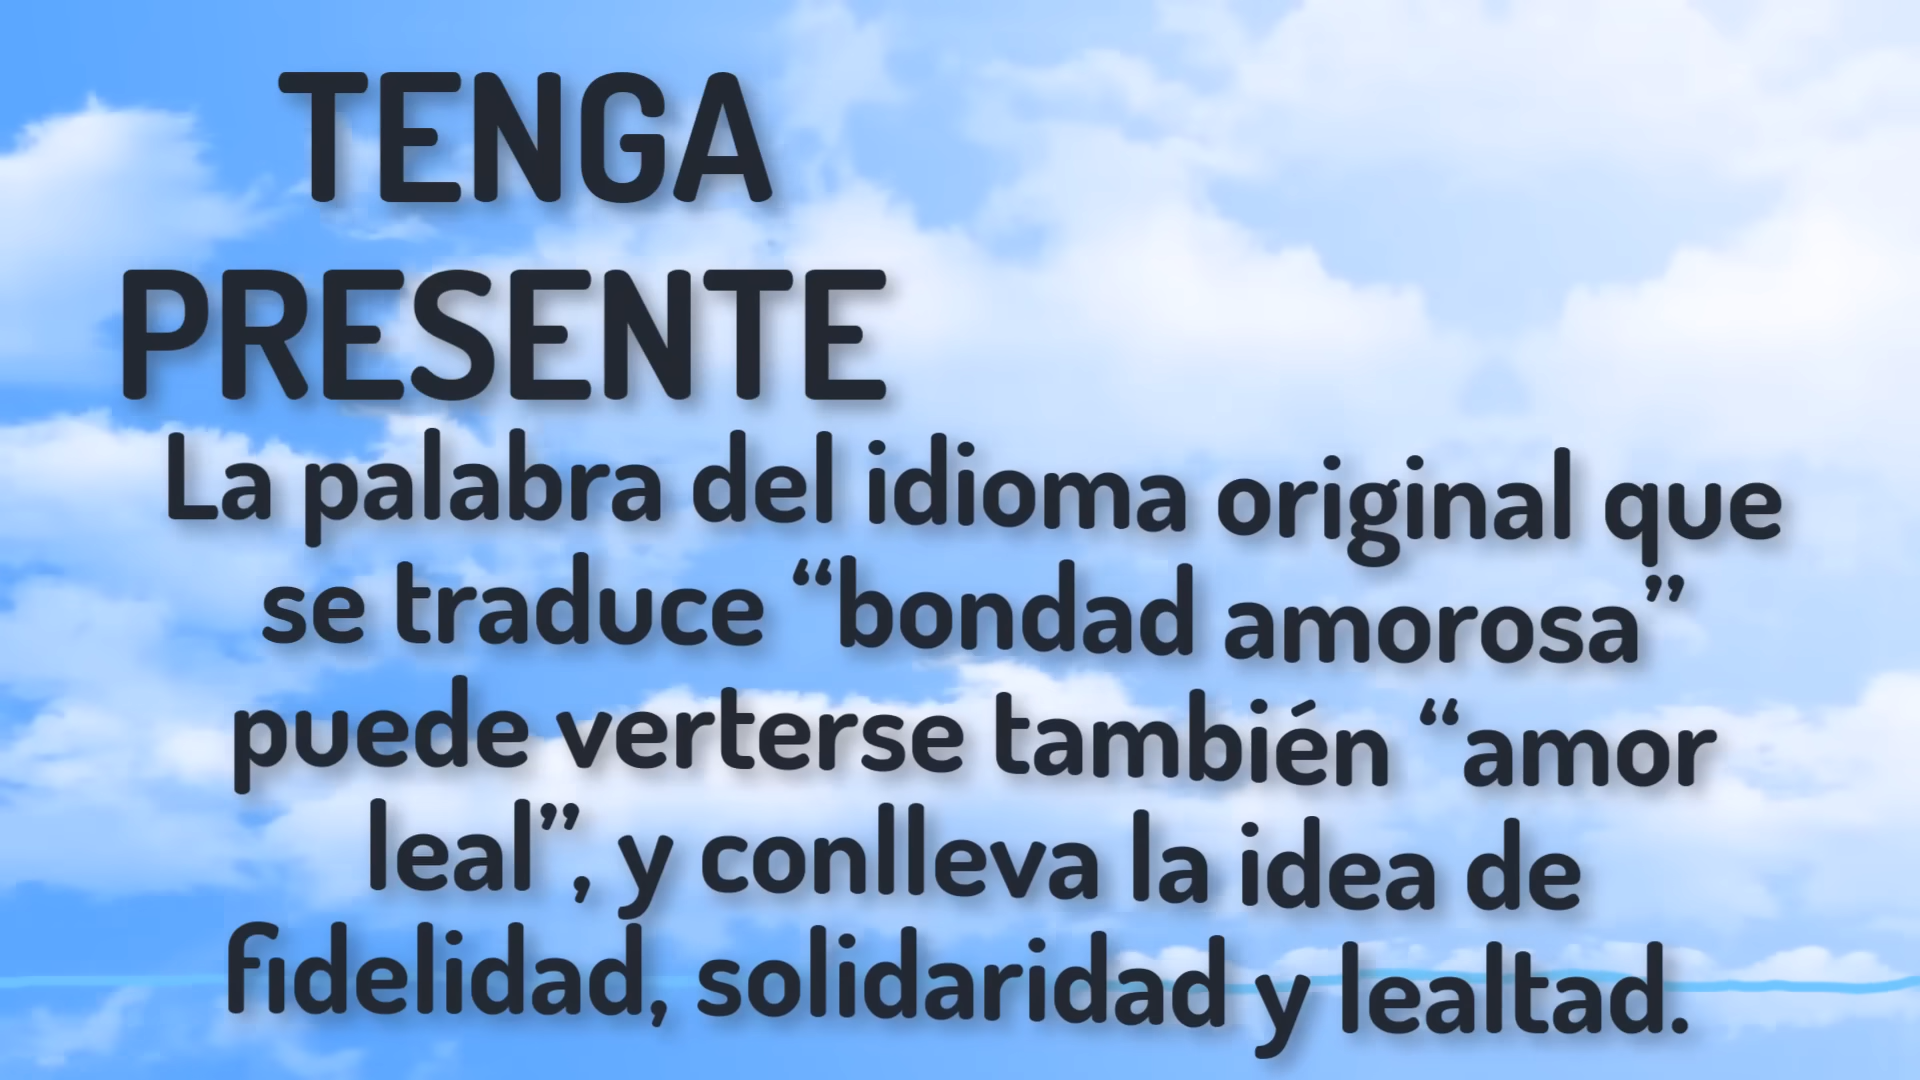 TENGA
PRESENTE
La palabra del idioma original que
se traduce “bondad amorosa”
puede verterse también “amor
leal”, y conlleva la idea de
fidelidad, solidaridad y lealtad.